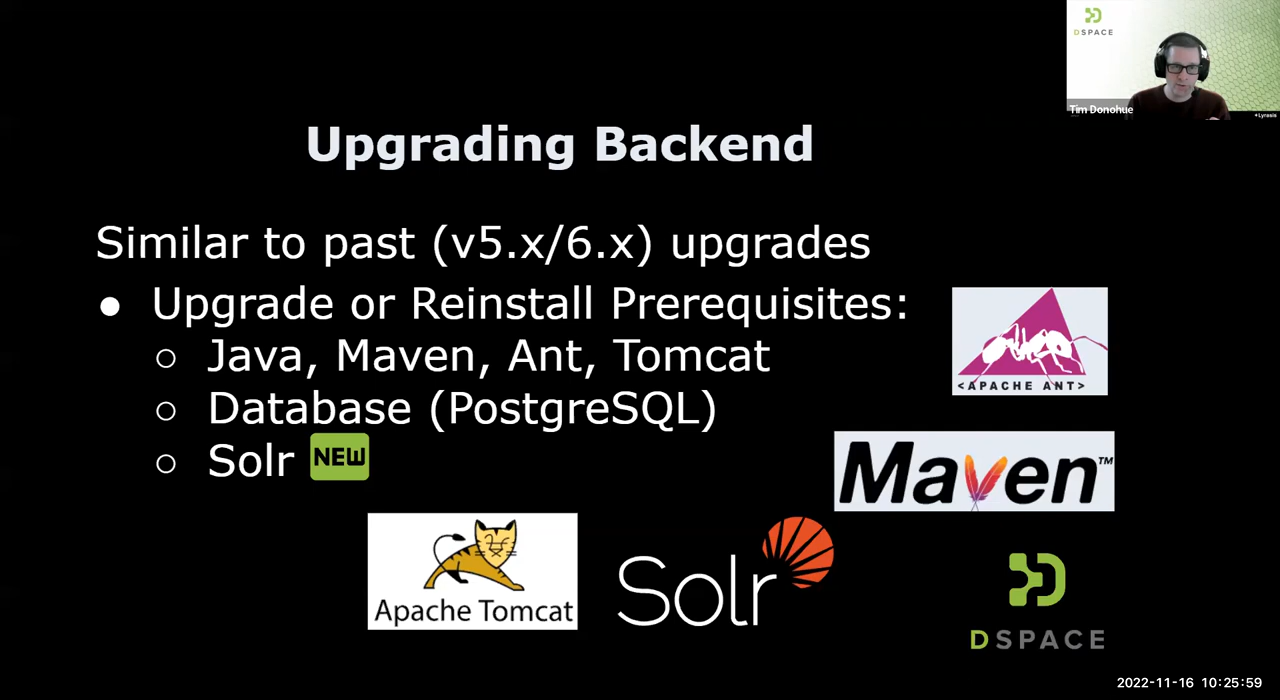 DSPACE
Tim Donohue
Lyrasis
Upgrading Backend
Similar to past (v5.x/6.x) upgrades
● Upgrade or Reinstall Prerequisites:
○ Java, Maven, Ant, Tomcat
○ Database (PostgreSQL)
○ Solr NEW
<APACHE ANT>
Maven™
Apache Tomcat
Solr
DSPACE
2022-11-16 10:25:59